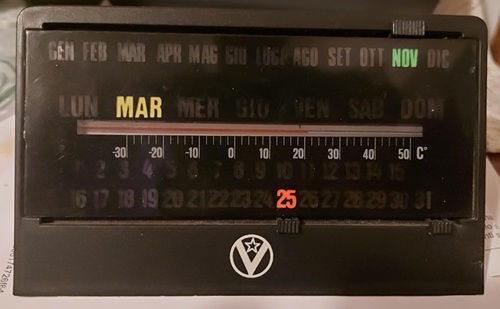 GEN FEB MAR APR MAG GIU LUGL AGO SET OTT NOV DIC
LUN MAR MER GIO VEN SAB DOM
-30 -20 -10 0 10 20 30 40 50 C°
1 2 3 4 5 6 7 8 9 10 11 12 13 14 15
16 17 18 19 20 21 22 23 24 25 26 27 28 29 30 31
V